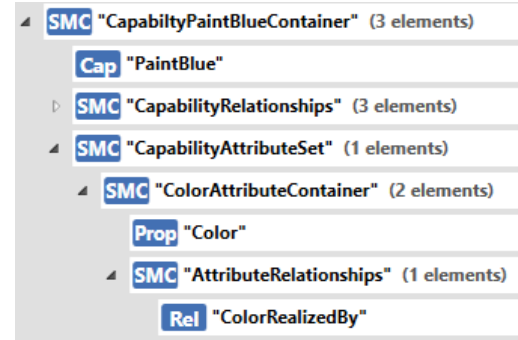 SMC "CapabiltyPaintBlueContainer" (3 elements)
Cap "PaintBlue"
SMC "CapabilityRelationships" (3 elements)
SMC "CapabilityAttributeSet" (1 elements)
SMC "ColorAttributeContainer" (2 elements)
Prop "Color"
SMC "AttributeRelationships" (1 elements)
Rel "ColorRealizedBy"